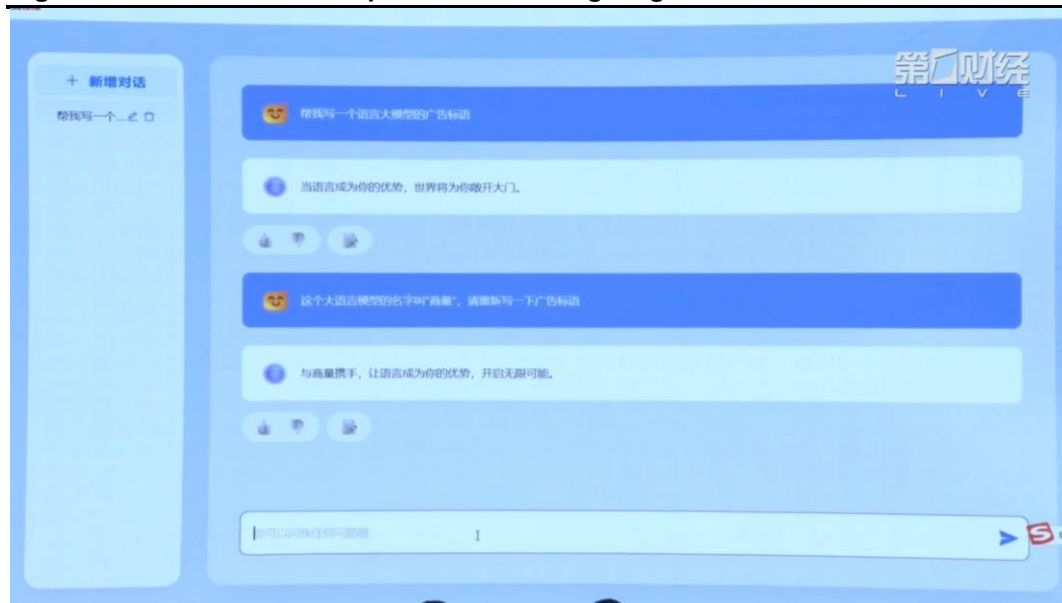 第一财经
LIVE
+ 新增对话
帮我写一个...
帮我写一个语言大模型的广告标语
当语言成为你的优势，世界将为你敞开大门。
这个大语言模型的名字叫"商量"，请重新写一下广告标语
与商量携手，让语言成为你的优势，开启无限可能。
你可以问我任何问题哦
S